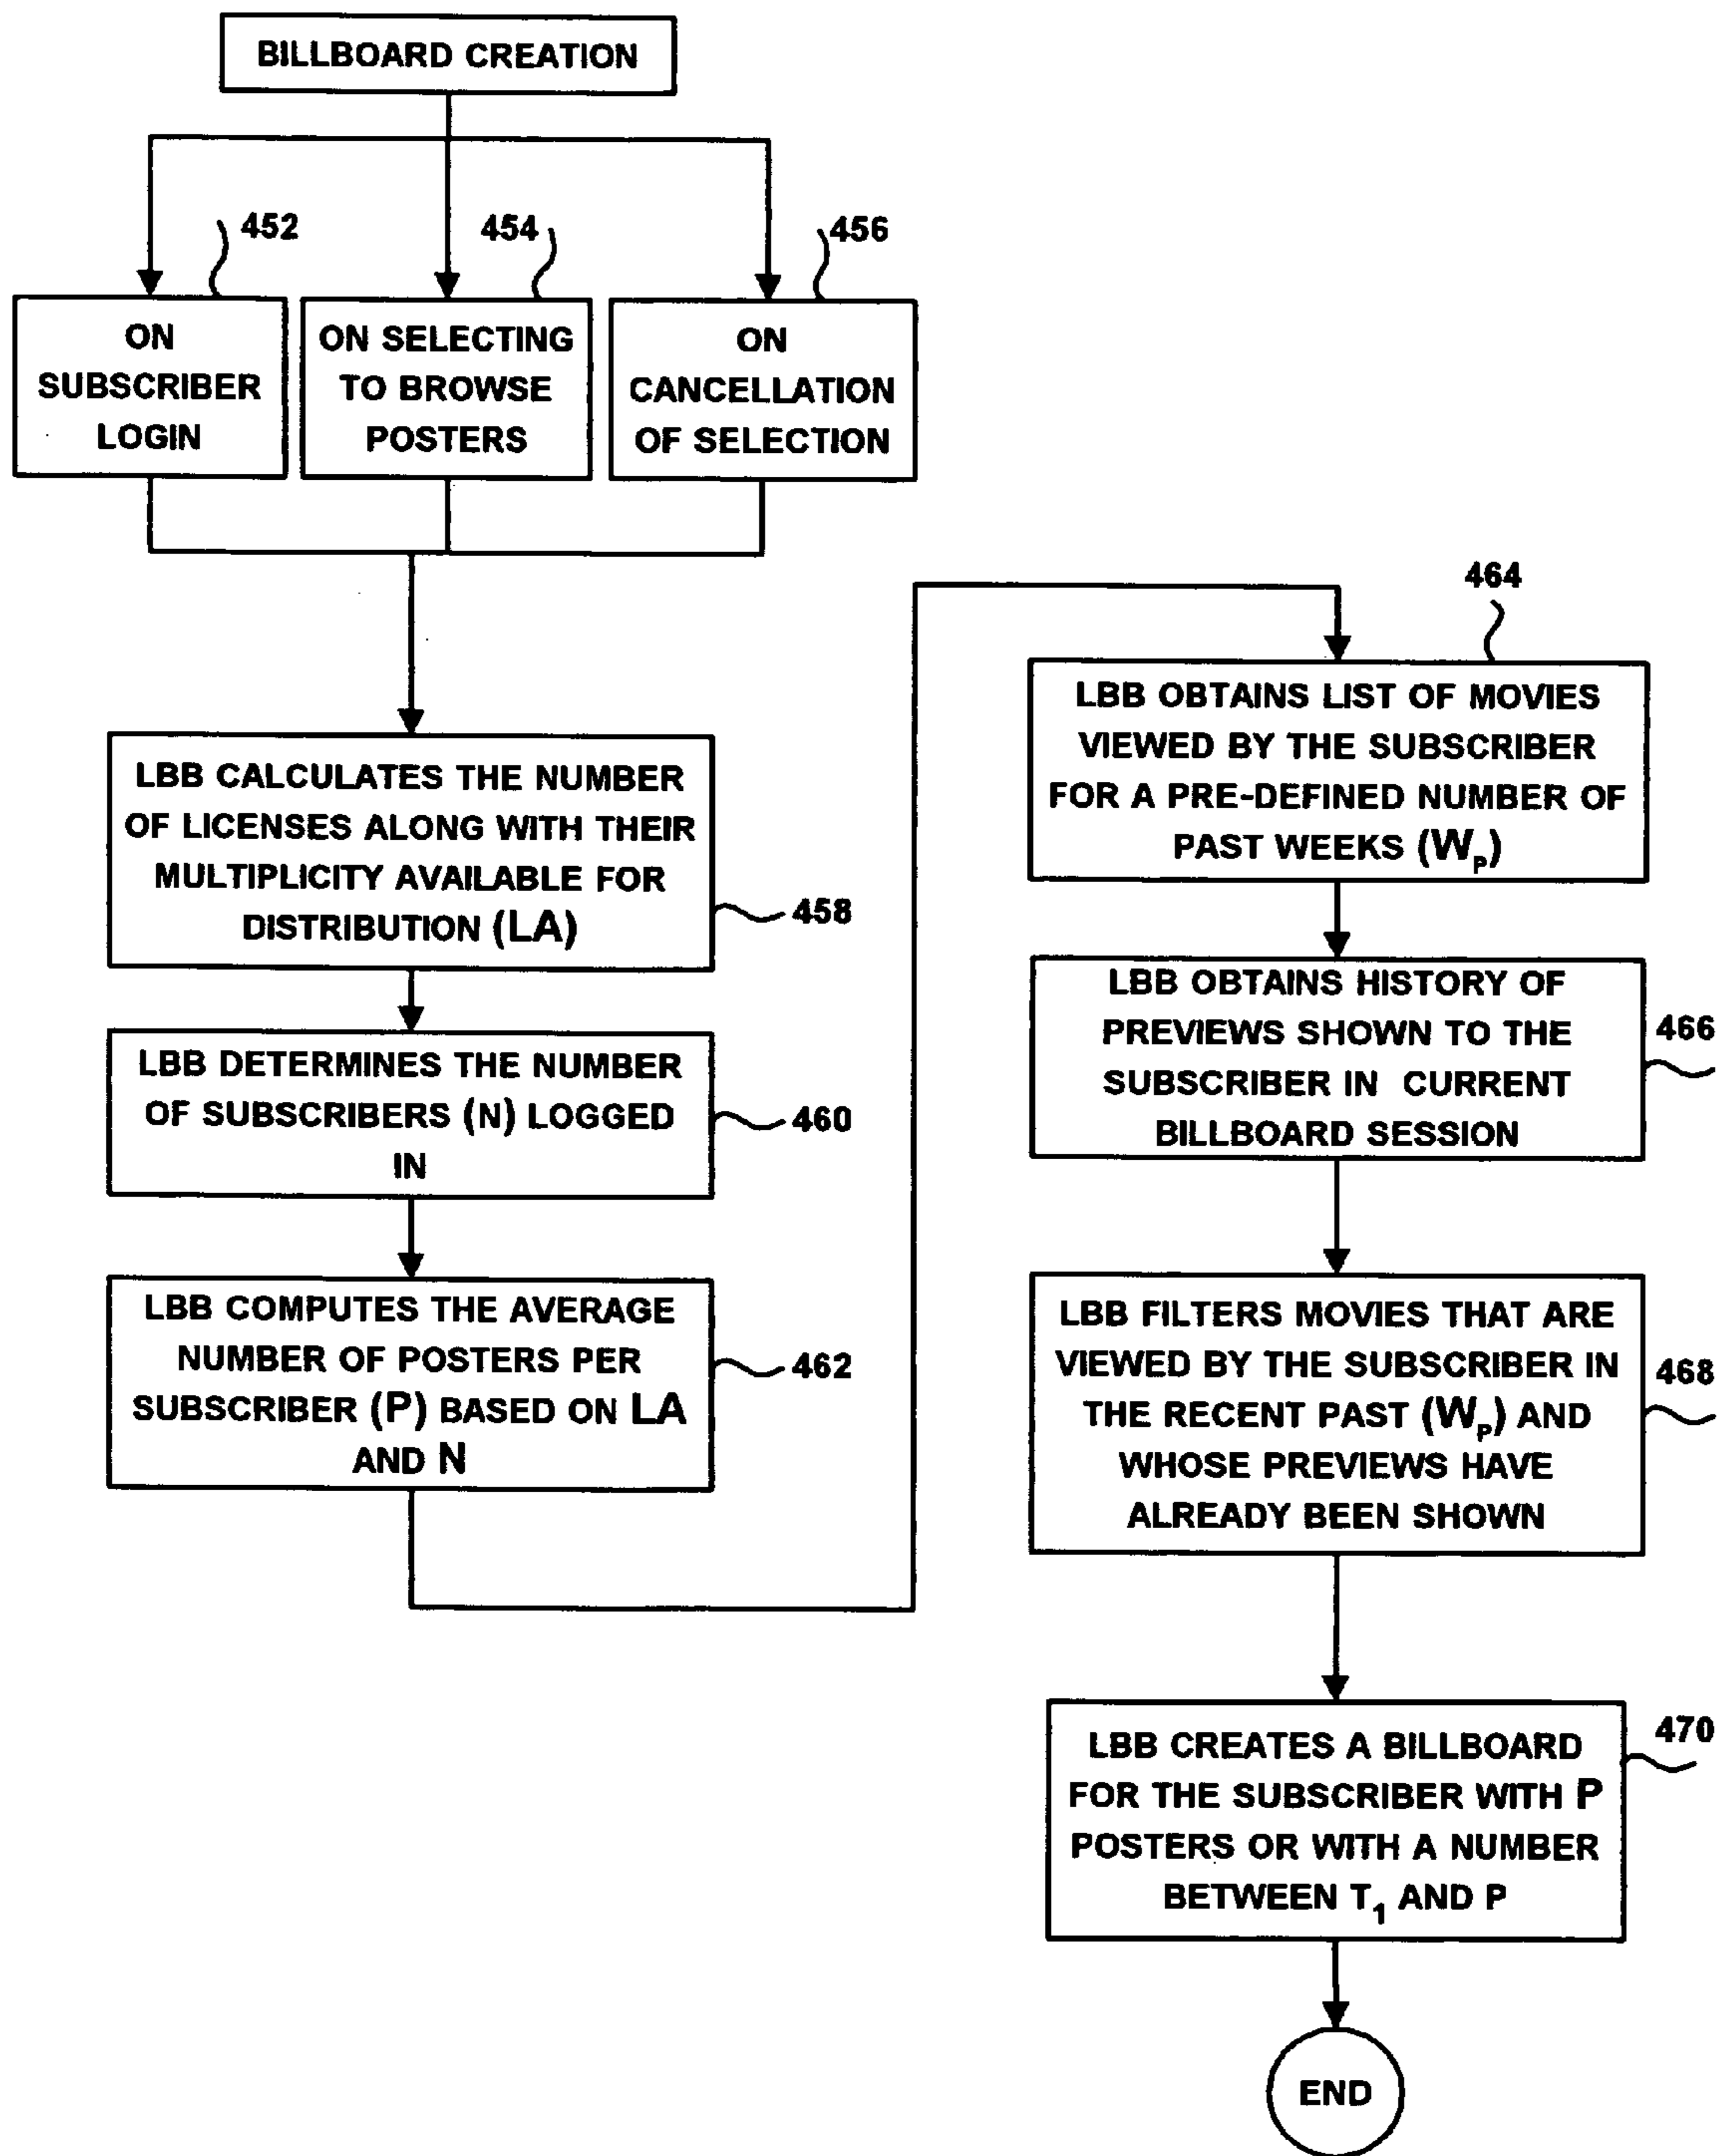 BILLBOARD CREATION
452
454
456
ON
SUBSCRIBER
LOGIN
ON SELECTING
TO BROWSE
POSTERS
ON
CANCELLATION
OF SELECTION
LBB CALCULATES THE NUMBER
OF LICENSES ALONG WITH THEIR
MULTIPLICITY AVAILABLE FOR
DISTRIBUTION (LA)
458
LBB DETERMINES THE NUMBER
OF SUBSCRIBERS (N) LOGGED
IN
460
LBB COMPUTES THE AVERAGE
NUMBER OF POSTERS PER
SUBSCRIBER (P) BASED ON LA
AND N
462
464
LBB OBTAINS LIST OF MOVIES
VIEWED BY THE SUBSCRIBER
FOR A PRE-DEFINED NUMBER OF
PAST WEEKS (Wp)
LBB OBTAINS HISTORY OF
PREVIEWS SHOWN TO THE
SUBSCRIBER IN CURRENT
BILLBOARD SESSION
466
LBB FILTERS MOVIES THAT ARE
VIEWED BY THE SUBSCRIBER IN
THE RECENT PAST (Wp) AND
WHOSE PREVIEWS HAVE
ALREADY BEEN SHOWN
468
LBB CREATES A BILLBOARD
FOR THE SUBSCRIBER WITH P
POSTERS OR WITH A NUMBER
BETWEEN T1 AND P
470
END